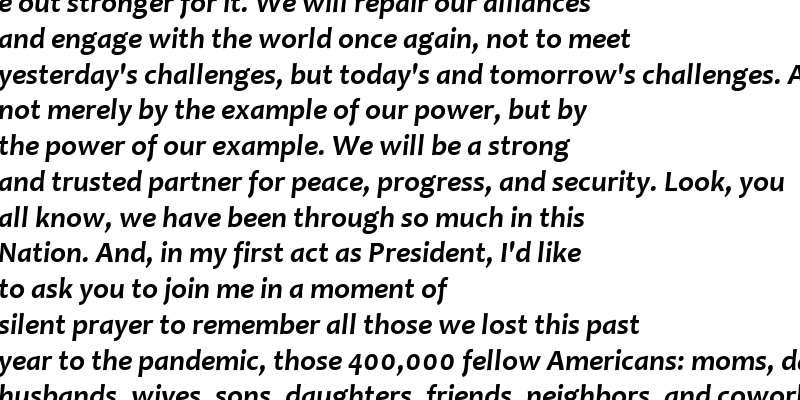 e out stronger for it. We will repair our alliances
and engage with the world once again, not to meet
yesterday's challenges, but today's and tomorrow's challenges. A
not merely by the example of our power, but by
the power of our example. We will be a strong
and trusted partner for peace, progress, and security. Look, you
all know, we have been through so much in this
Nation. And, in my first act as President, I'd like
to ask you to join me in a moment of
silent prayer to remember all those we lost this past
year to the pandemic, those 400,000 fellow Americans: moms,
husbands, wives, sons, daughters, friends, neighbors, and